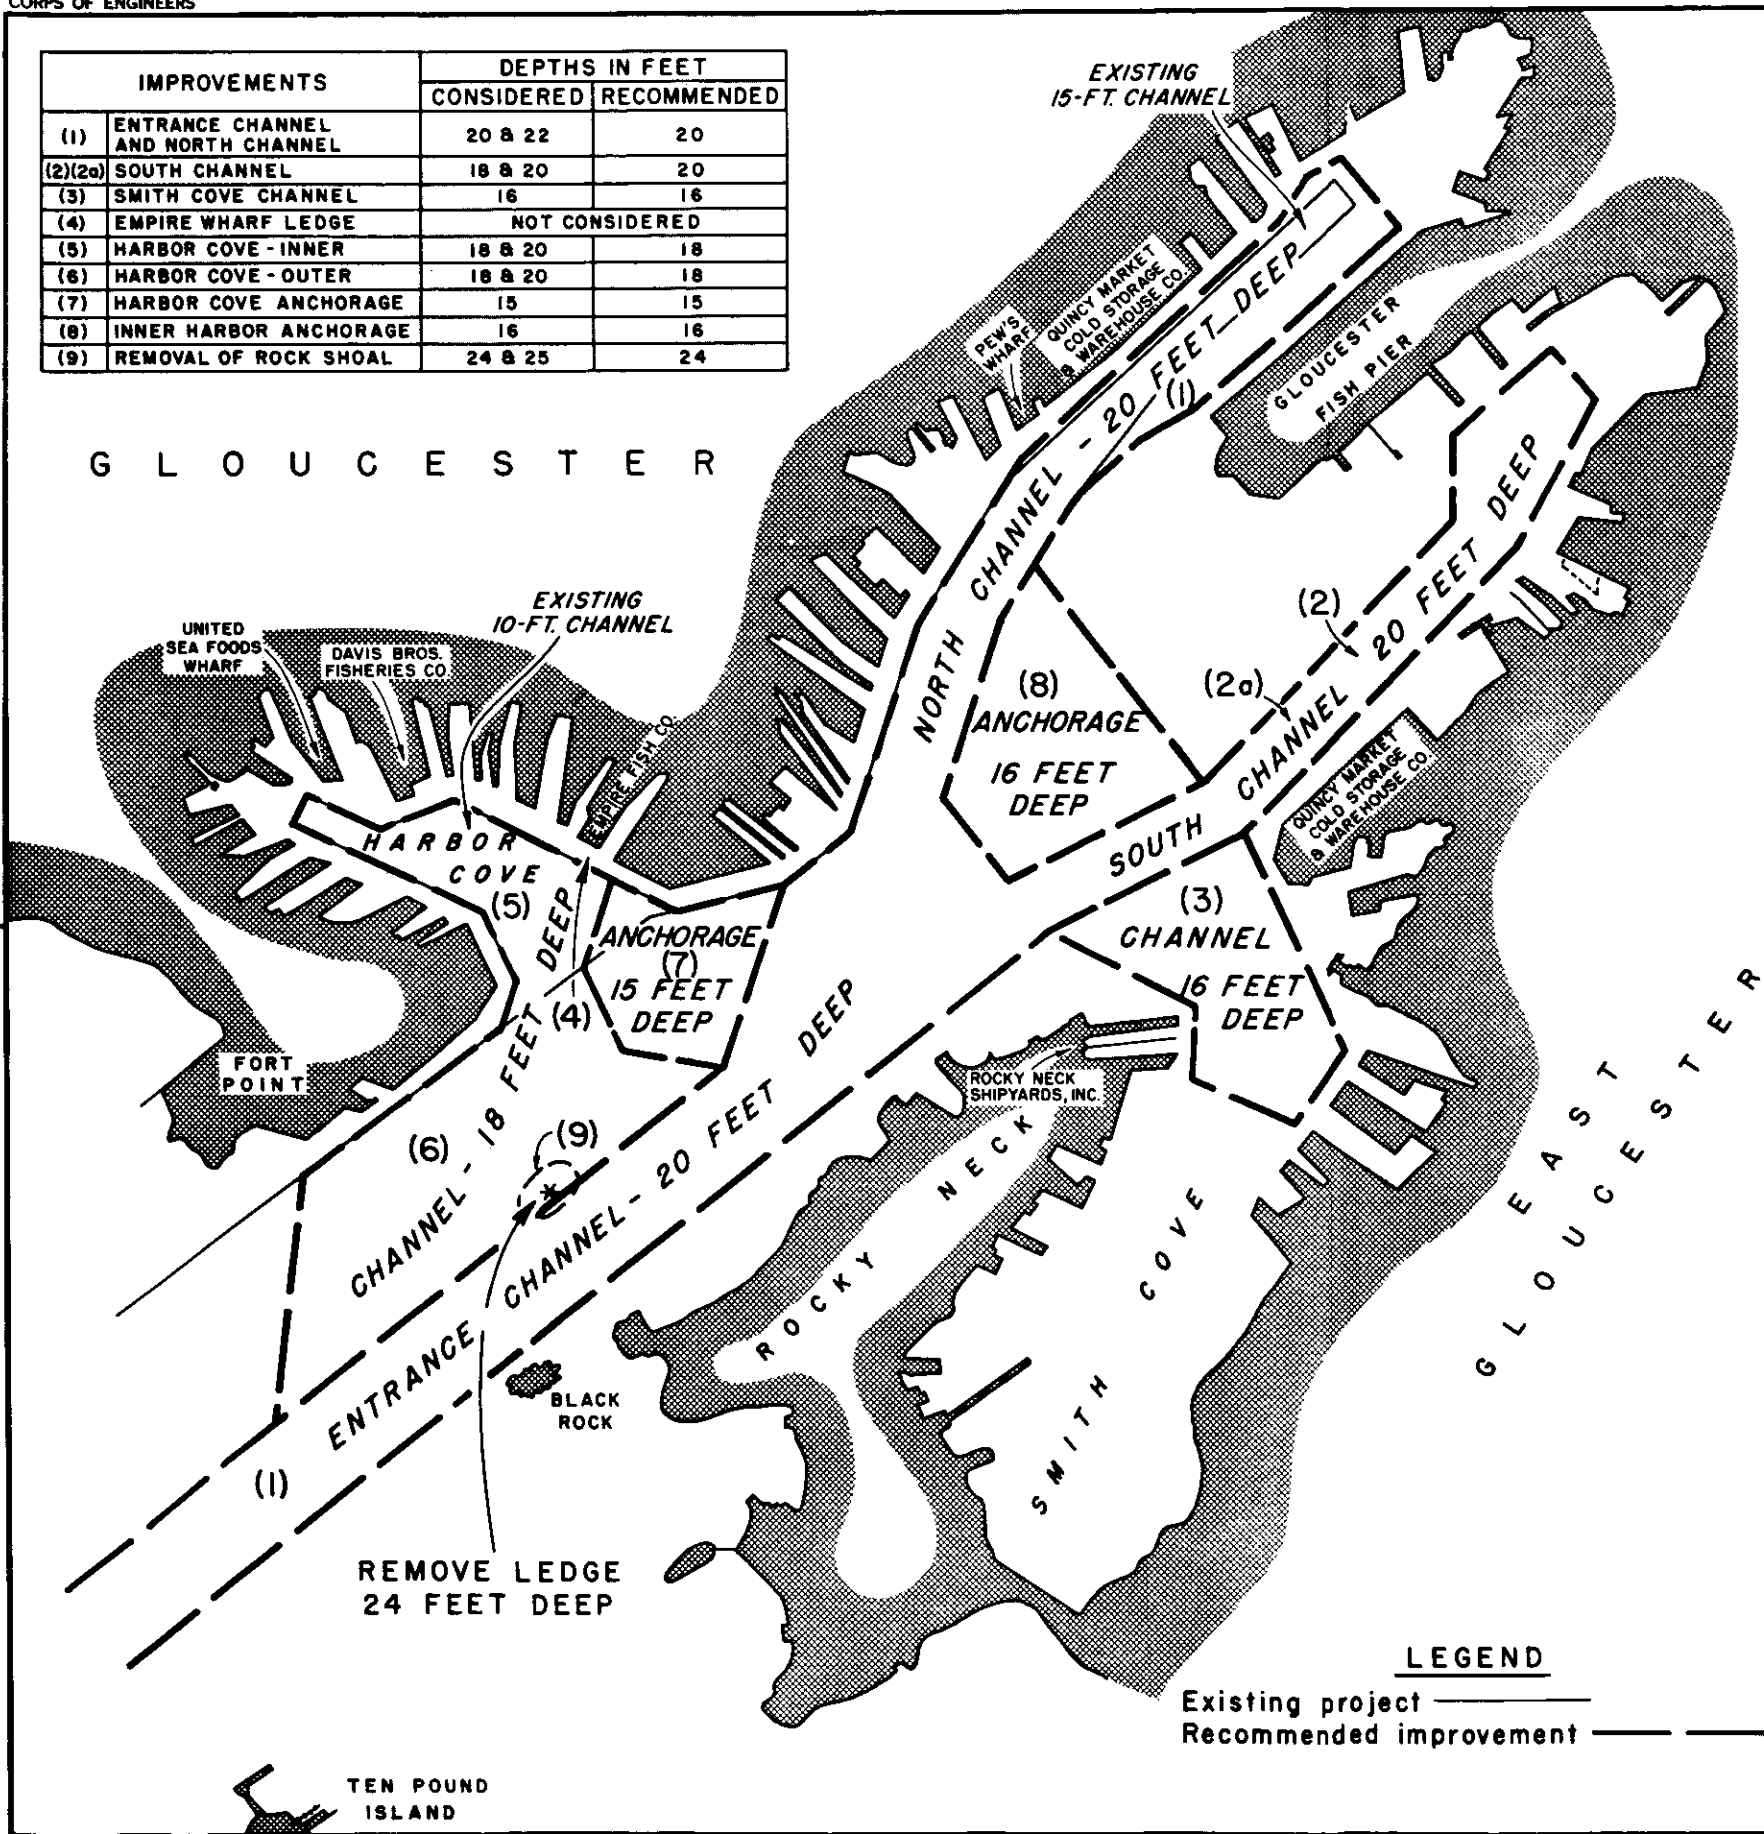 CORPS OF ENGINEERS
IMPROVEMENTS
DEPTHS IN FEET
CONSIDERED RECOMMENDED
(1) ENTRANCE CHANNEL AND NORTH CHANNEL 20 & 22 20
(2)(2a) SOUTH CHANNEL 18 & 20 20
(3) SMITH COVE CHANNEL 16 16
(4) EMPIRE WHARF LEDGE NOT CONSIDERED
(5) HARBOR COVE - INNER 18 & 20 18
(6) HARBOR COVE - OUTER 18 & 20 18
(7) HARBOR COVE ANCHORAGE 15 15
(8) INNER HARBOR ANCHORAGE 16 16
(9) REMOVAL OF ROCK SHOAL 24 & 25 24
EXISTING
15-FT. CHANNEL
GLOUCESTER
PEW'S
WHARF
QUINCY MARKET
COLD STORAGE
& WAREHOUSE CO.
NORTH CHANNEL - 20 FEET DEEP
(1)
GLOUCESTER
FISH PIER
EXISTING
10-FT. CHANNEL
UNITED
SEA FOODS
WHARF
DAVIS BROS.
FISHERIES CO.
EMPIRE FISH CO.
(2)
(2a)
SOUTH CHANNEL 20 FEET DEEP
(8)
ANCHORAGE
16 FEET
DEEP
QUINCY MARKET
COLD STORAGE
& WAREHOUSE CO.
HARBOR
COVE
(5)
ANCHORAGE
(7)
15 FEET
DEEP
(4)
(3)
CHANNEL
16 FEET
DEEP
FORT
POINT
(6)
CHANNEL - 18 FEET DEEP
(9)
ENTRANCE CHANNEL - 20 FEET DEEP
(1)
ROCKY NECK
SHIPYARDS, INC.
ROCKY NECK
SMITH COVE
EAST
GLOUCESTER
BLACK
ROCK
REMOVE LEDGE
24 FEET DEEP
LEGEND
Existing project
Recommended improvement
TEN POUND
ISLAND